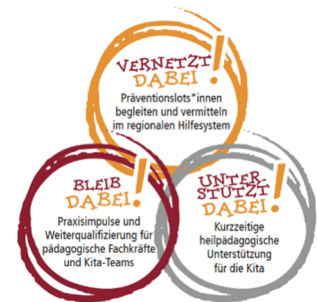 VERNETZT
DABEI!
Präventionslots*innen
begleiten und vermitteln
im regionalen Hilfesystem
BLEIB
DABEI!
Praxisimpulse und
Weiterqualifizierung für
pädagogische Fachkräfte
und Kita-Teams
UNTER-
STÜTZT
DABEI!
Kurzzeitige
heilpädagogische
Unterstützung
für die Kita